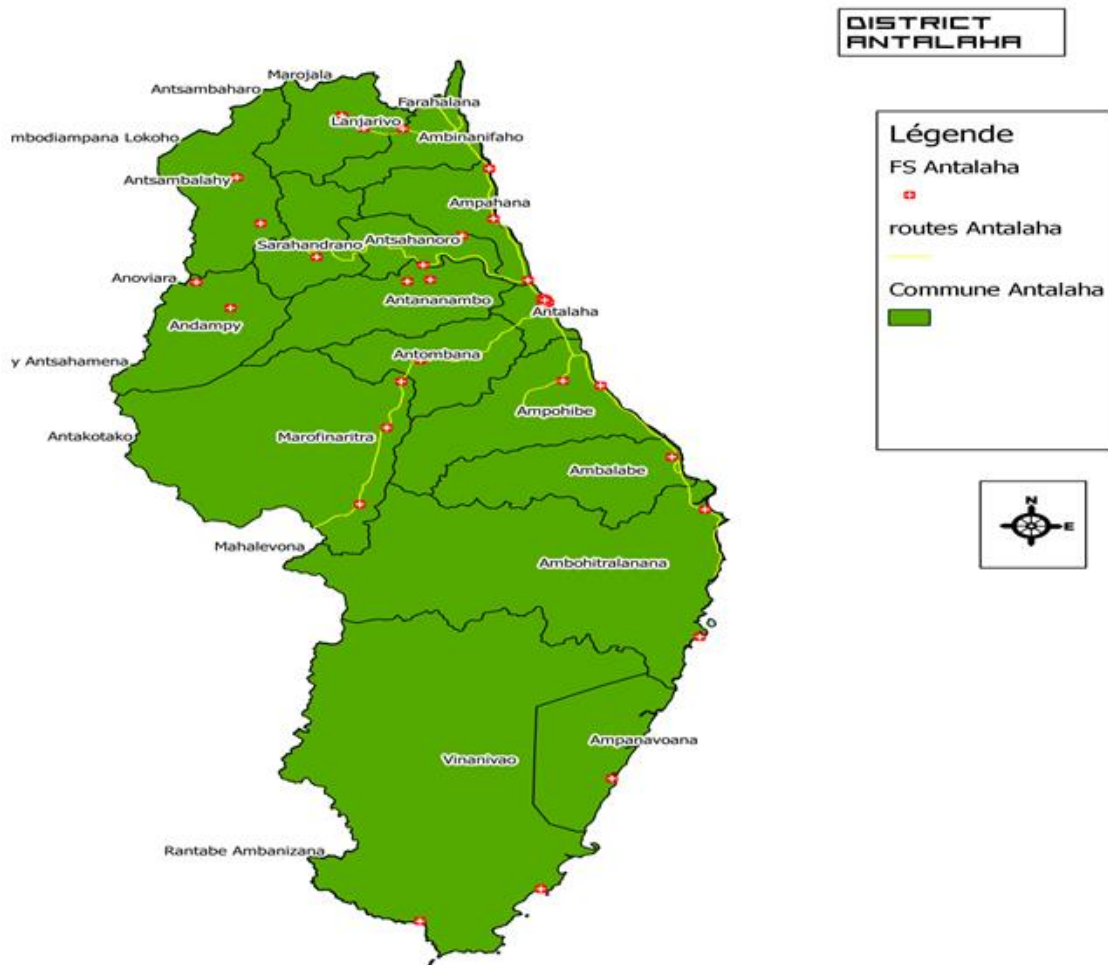 DISTRICT
ANTALAHA
Légende
FS Antalaha
routes Antalaha
Commune Antalaha
N
E
Marojala
Antsambaharo
Farahalana
Lanjarivo
mbodiampana Lokoho
Ambinanifaho
Antsambalahy
Ampahana
Antsahanoro
Sarahandrano
Anoviara
Antananambo
Antalaha
Andampy
Antombana
y Antsahamena
Ampohibe
Antakotako
Marofinaritra
Ambalabe
Mahalevona
Ambohitralanana
Ampanavoana
Vinanivao
Rantabe Ambanizana